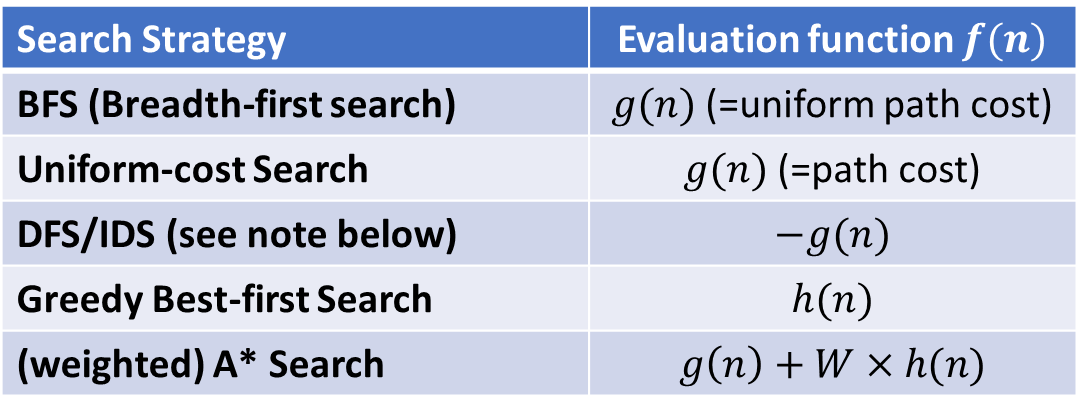 Search Strategy Evaluation function f(n)
BFS (Breadth-first search) g(n) (=uniform path cost)
Uniform-cost Search g(n) (=path cost)
DFS/IDS (see note below) −g(n)
Greedy Best-first Search h(n)
(weighted) A* Search g(n) + W × h(n)